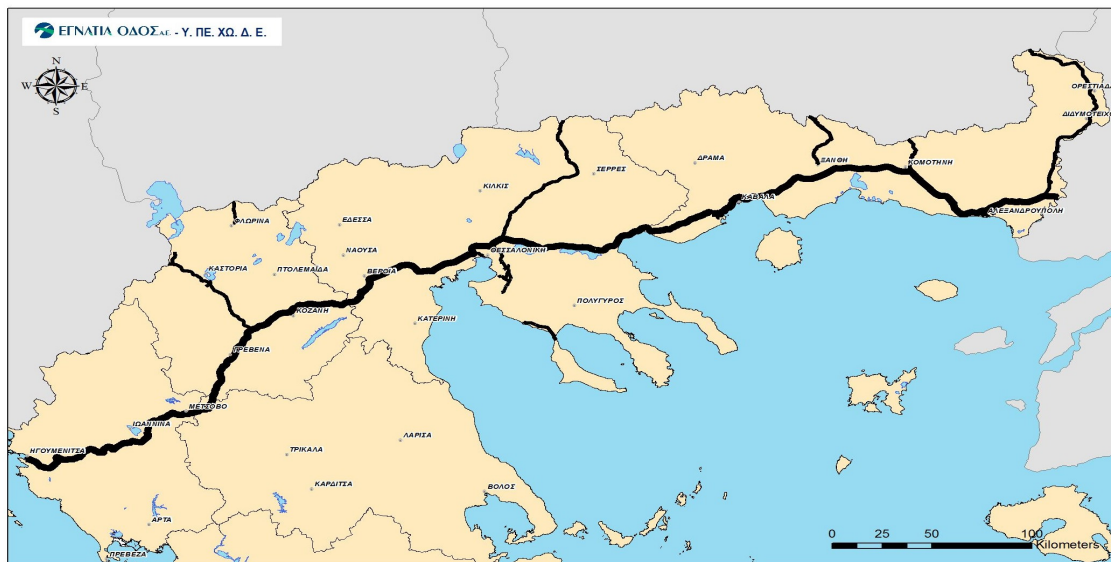 ΕΓΝΑΤΙΑ ΟΔΟΣ Α.Ε. - Υ. ΠΕ. ΧΩ. Δ. Ε.
N
W E
S
ΟΡΕΣΤΙΑΔΑ
ΔΙΔΥΜΟΤΕΙΧΟ
ΞΑΝΘΗ
ΚΟΜΟΤΗΝΗ
ΔΡΑΜΑ
ΣΕΡΡΕΣ
ΚΙΛΚΙΣ
ΚΑΒΑΛΑ
ΑΛΕΞΑΝΔΡΟΥΠΟΛΗ
ΦΛΩΡΙΝΑ
ΕΔΕΣΣΑ
ΘΕΣΣΑΛΟΝΙΚΗ
ΝΑΟΥΣΑ
ΚΑΣΤΟΡΙΑ
ΠΤΟΛΕΜΑΪΔΑ
ΒΕΡΟΙΑ
ΠΟΛΥΓΥΡΟΣ
ΚΟΖΑΝΗ
ΚΑΤΕΡΙΝΗ
ΓΡΕΒΕΝΑ
ΜΕΤΣΟΒΟ
ΙΩΑΝΝΙΝΑ
ΛΑΡΙΣΑ
ΗΓΟΥΜΕΝΙΤΣΑ
ΤΡΙΚΑΛΑ
ΚΑΡΔΙΤΣΑ
ΒΟΛΟΣ
ΑΡΤΑ
ΠΡΕΒΕΖΑ
0 25 50 100
Kilometers